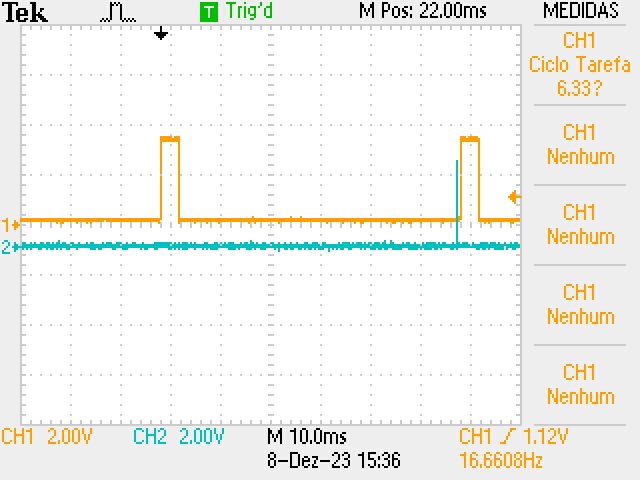 Tek T Trig'd M Pos: 22.00ms MEDIDAS
CH1
Ciclo Tarefa
6.33?
CH1
Nenhum
CH1
Nenhum
CH1
Nenhum
CH1
Nenhum
1
2
CH1 2.00V CH2 2.00V M 10.0ms CH1 1.12V
8-Dez-23 15:36 16.6608Hz